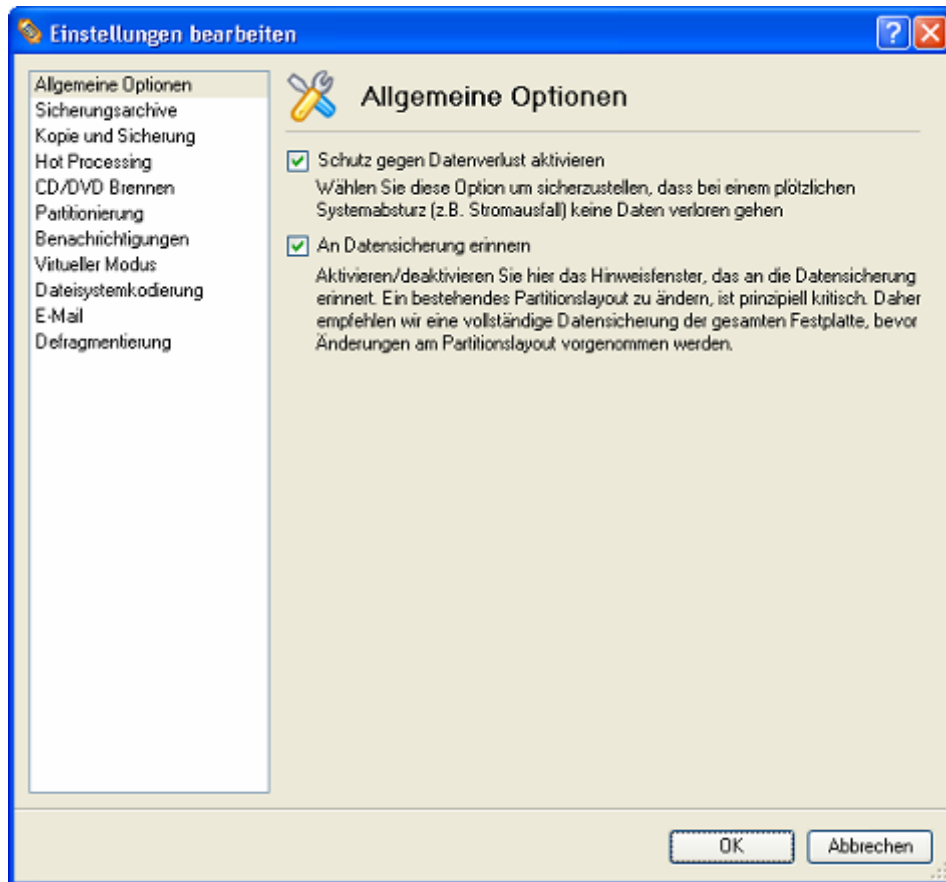 Einstellungen bearbeiten
Allgemeine Optionen
Sicherungsarchive
Kopie und Sicherung
Hot Processing
CD/DVD Brennen
Partitionierung
Benachrichtigungen
Virtueller Modus
Dateisystemkodierung
E-Mail
Defragmentierung
Allgemeine Optionen
Schutz gegen Datenverlust aktivieren
Wählen Sie diese Option um sicherzustellen, dass bei einem plötzlichen
Systemabsturz (z.B. Stromausfall) keine Daten verloren gehen
An Datensicherung erinnern
Aktivieren/deaktivieren Sie hier das Hinweisfenster, das an die Datensicherung
erinnert. Ein bestehendes Partitionslayout zu ändern, ist prinzipiell kritisch. Daher
empfehlen wir eine vollständige Datensicherung der gesamten Festplatte, bevor
Änderungen am Partitionslayout vorgenommen werden.
OK
Abbrechen